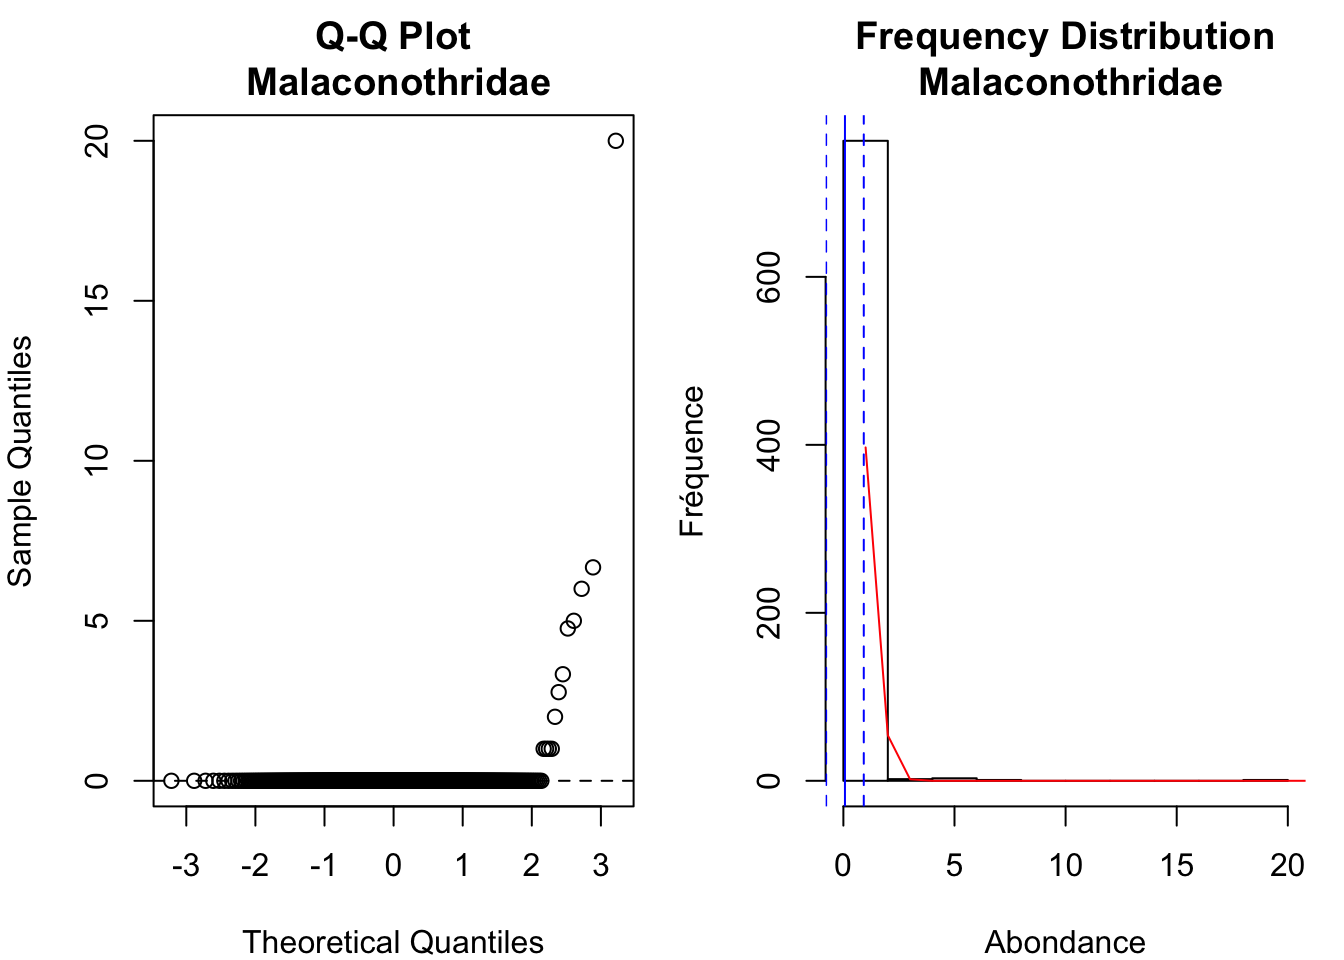 Q-Q Plot
Malaconothridae
Sample Quantiles
20
15
10
5
0
-3 -2 -1 0 1 2 3
Theoretical Quantiles
Frequency Distribution
Malaconothridae
Fréquence
600
400
200
0
0 5 10 15 20
Abondance